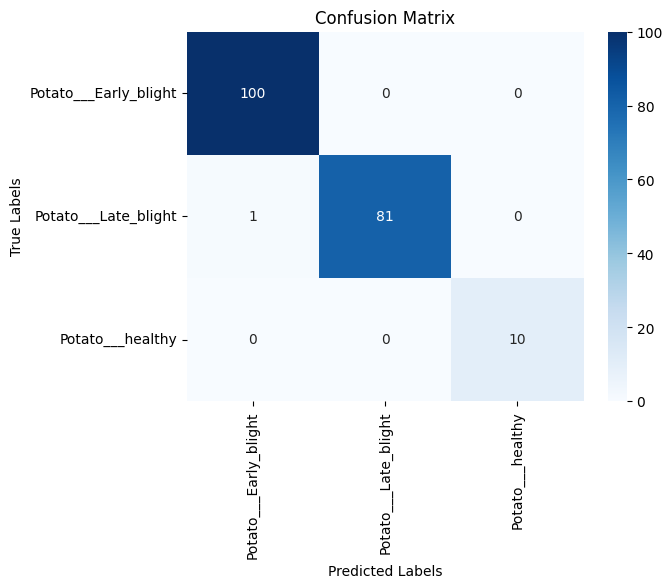 Confusion Matrix
True Labels
Potato___Early_blight
100 0 0
Potato___Late_blight
1 81 0
Potato___healthy
0 0 10
100
80
60
40
20
0
Potato___Early_blight
Potato___Late_blight
Potato___healthy
Predicted Labels